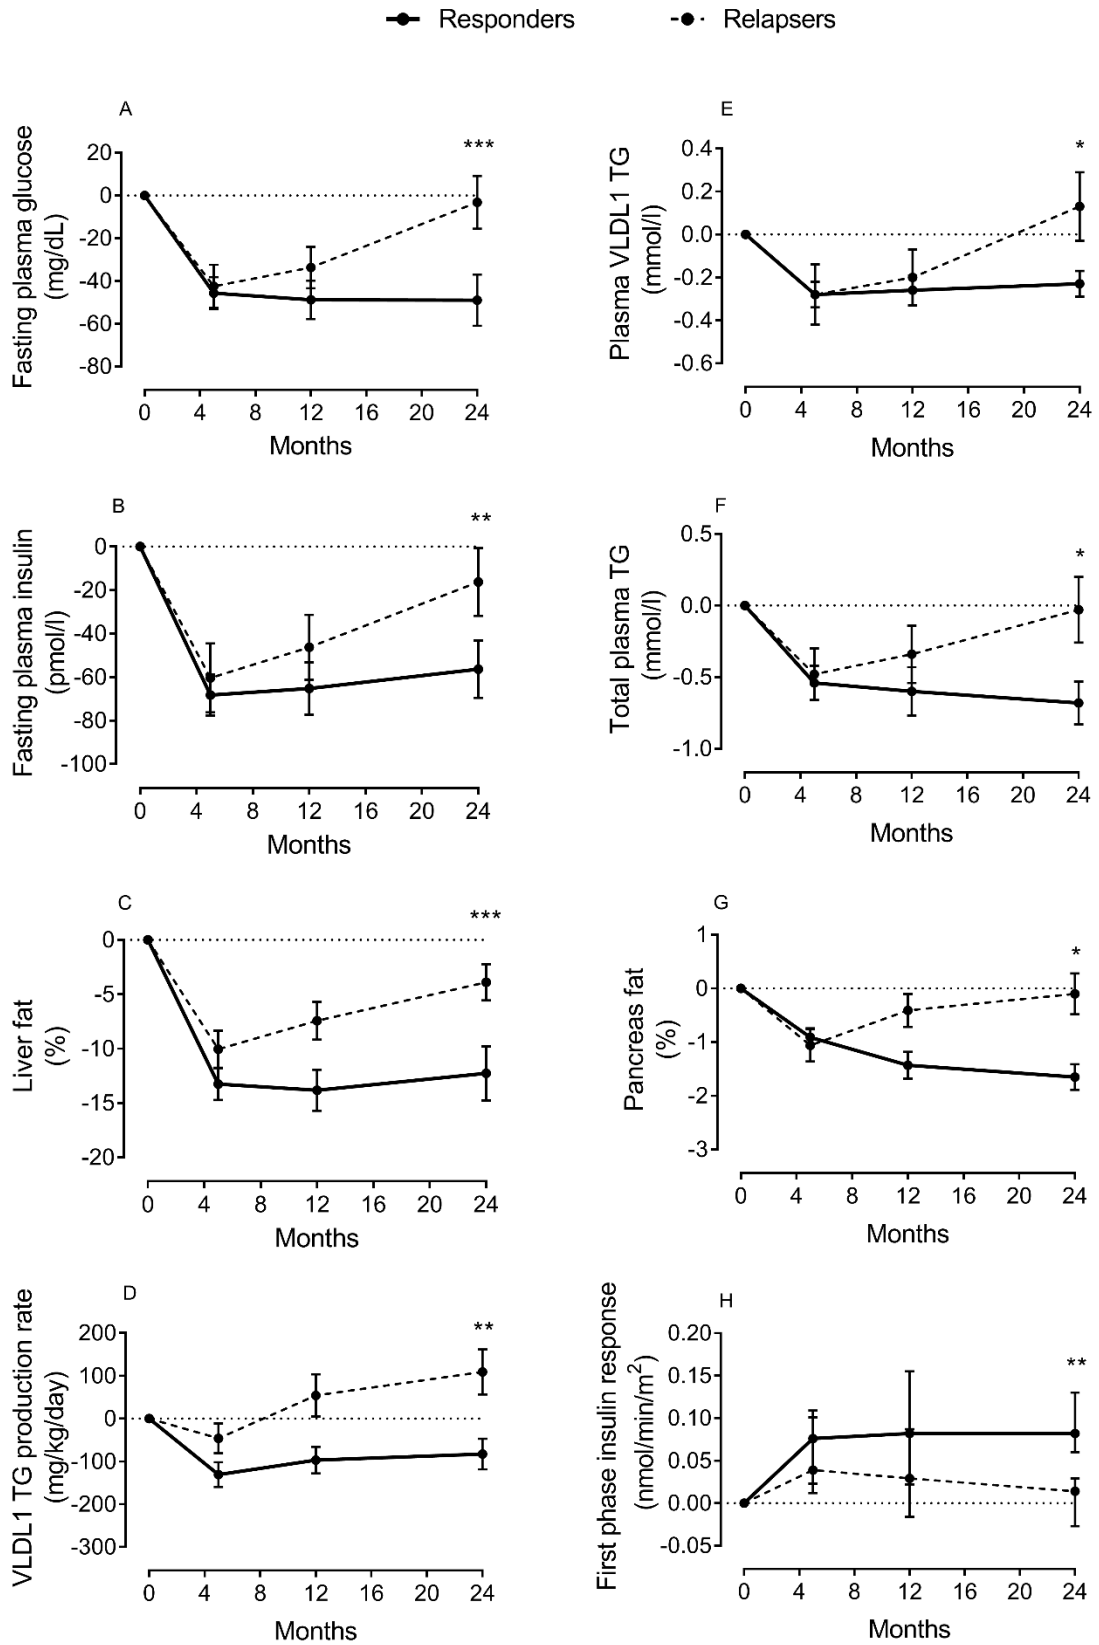 Responders Relapsers
A
Fasting plasma glucose
(mg/dL)
20
0
-20
-40
-60
-80
***
0 4 8 12 16 20 24
Months
E
Plasma VLDL1 TG
(mmol/l)
0.4
0.2
0.0
-0.2
-0.4
-0.6
*
0 4 8 12 16 20 24
Months
B
Fasting plasma insulin
(pmol/l)
0
-20
-40
-60
-80
-100
**
0 4 8 12 16 20 24
Months
F
Total plasma TG
(mmol/l)
0.5
0.0
-0.5
-1.0
*
0 4 8 12 16 20 24
Months
C
Liver fat
(%)
0
-5
-10
-15
-20
***
0 4 8 12 16 20 24
Months
G
Pancreas fat
(%)
1
0
-1
-2
-3
*
0 4 8 12 16 20 24
Months
D
VLDL1 TG production rate
(mg/kg/day)
200
100
0
-100
-200
-300
**
0 4 8 12 16 20 24
Months
H
First phase insulin response
(nmol/min/m²)
0.20
0.15
0.10
0.05
0.00
-0.05
**
0 4 8 12 16 20 24
Months